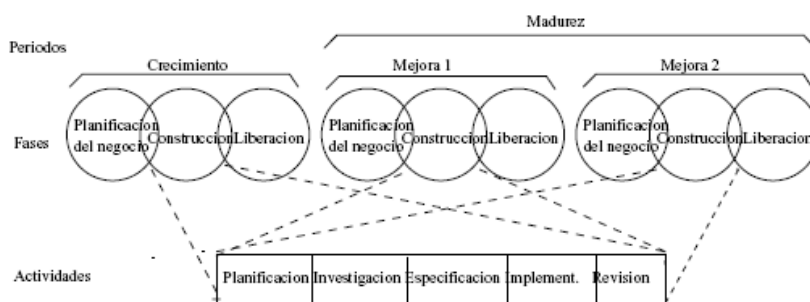 Madurez
Periodos
Crecimiento
Mejora 1
Mejora 2
Fases
Planificacion
del negocio
Construccion
Liberacion
Planificacion
del negocio
Construccion
Liberacion
Planificacion
del negocio
Construccion
Liberacion
Actividades
Planificacion
Investigacion
Especificacion
Implement.
Revision